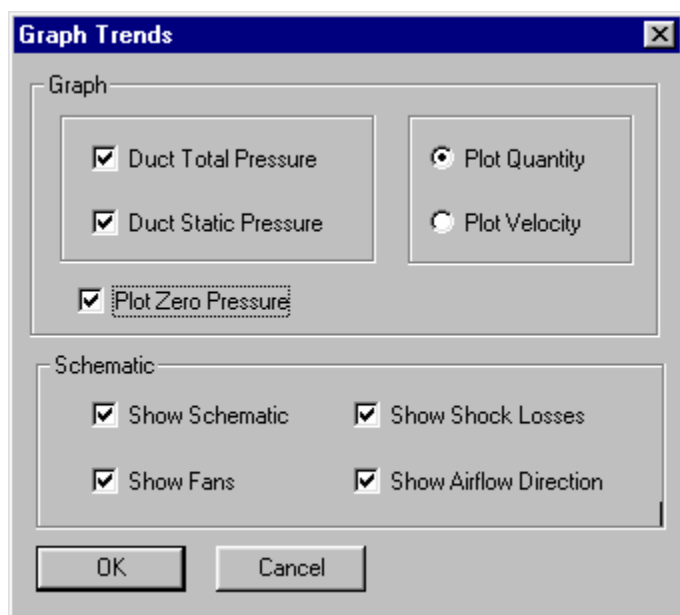 Graph Trends
Graph
Duct Total Pressure
Plot Quantity
Duct Static Pressure
Plot Velocity
Plot Zero Pressure
Schematic
Show Schematic
Show Shock Losses
Show Fans
Show Airflow Direction
OK
Cancel